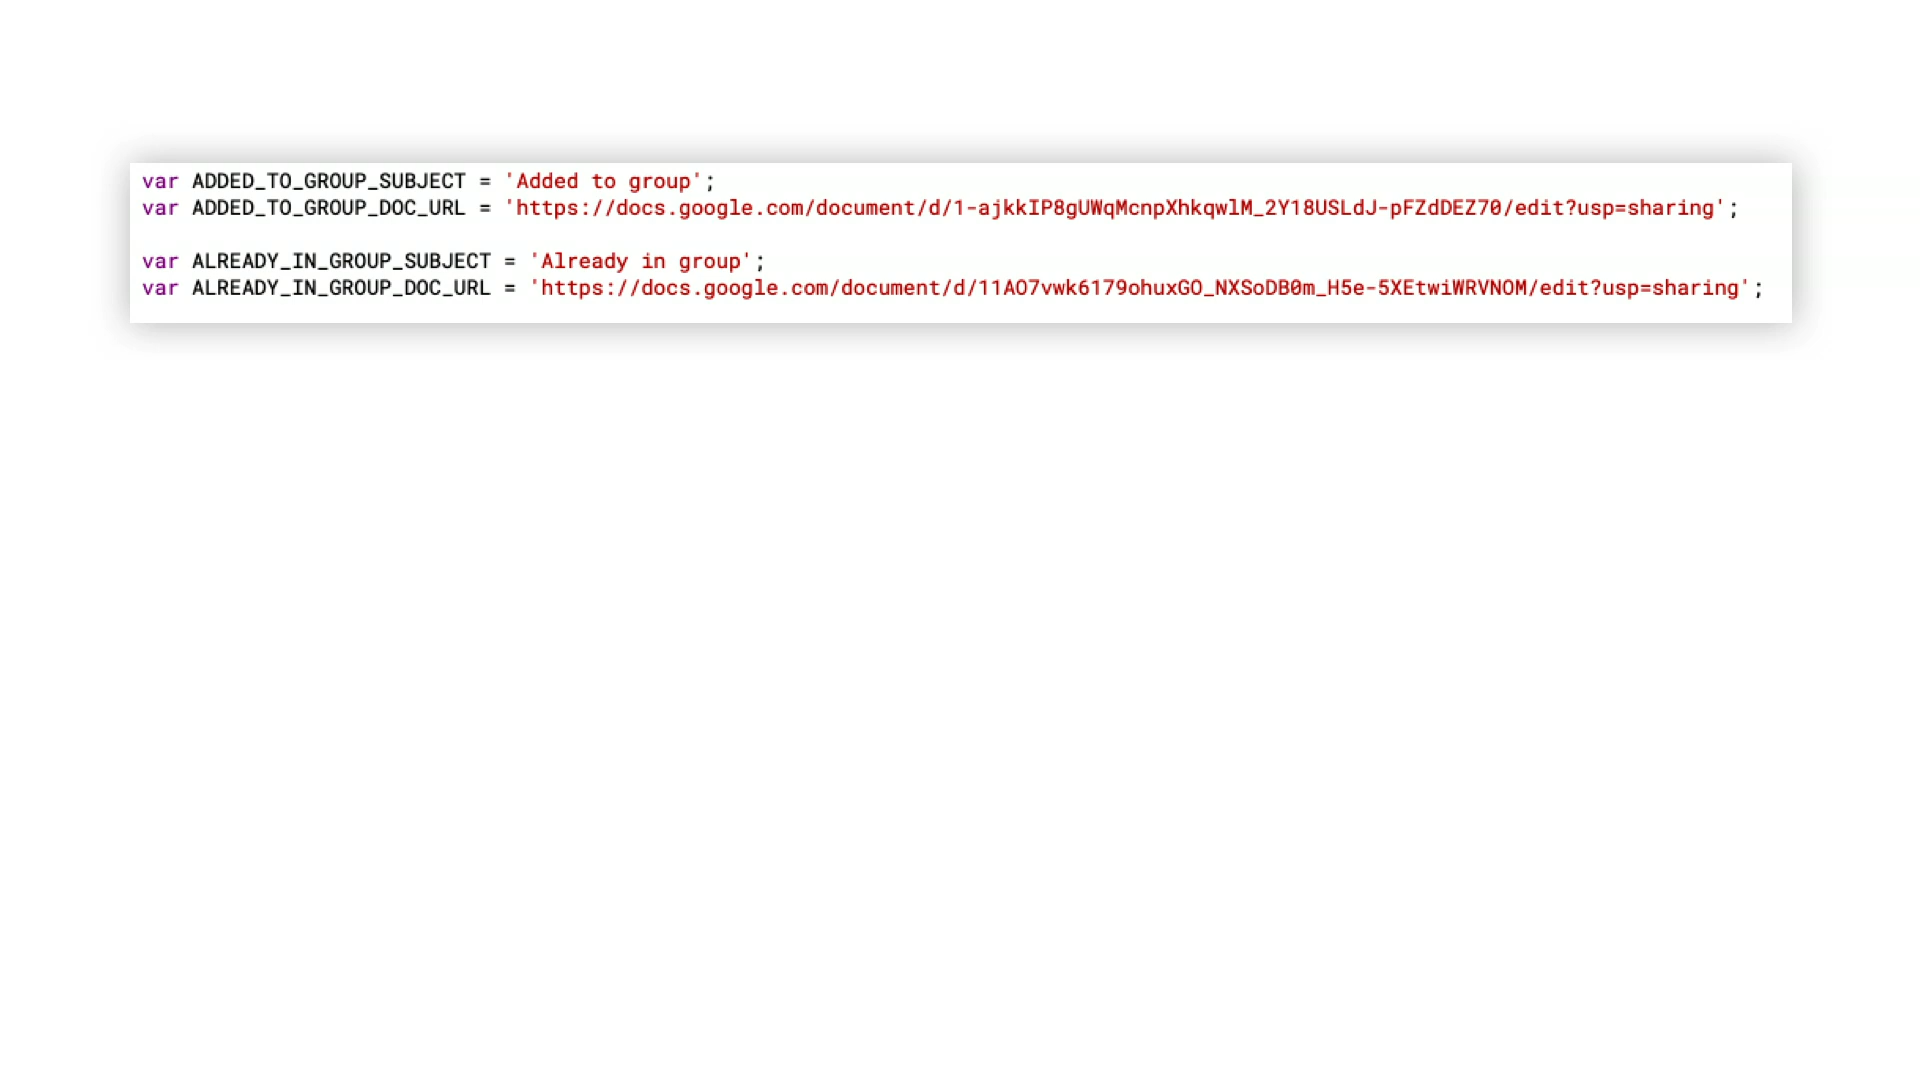 var ADDED_TO_GROUP_SUBJECT = 'Added to group';
var ADDED_TO_GROUP_DOC_URL = 'https://docs.google.com/document/d/1-ajkkIP8gUWqMcnpXhkqwlM_2Y18USLdJ-pFZdDEZ70/edit?usp=sharing';
var ALREADY_IN_GROUP_SUBJECT = 'Already in group';
var ALREADY_IN_GROUP_DOC_URL = 'https://docs.google.com/document/d/11AO7vwk6179ohuxGO_NXSoDB0m_H5e-5XEtwiWRVNOM/edit?usp=sharing';